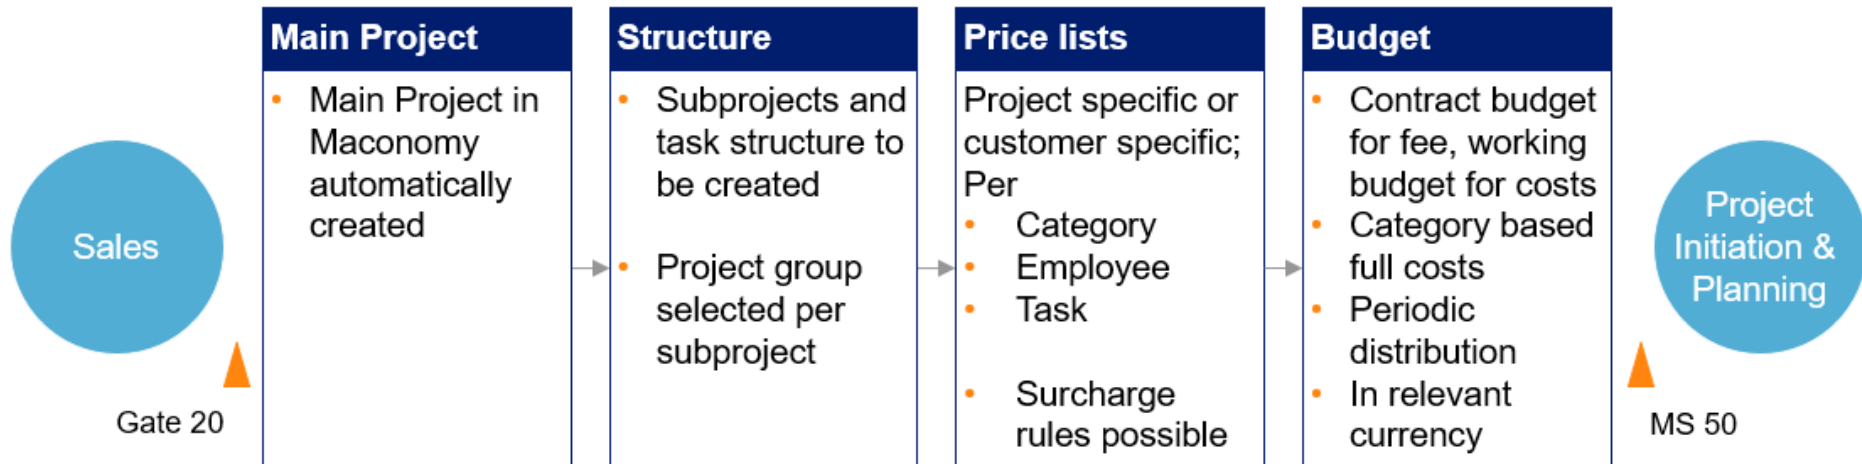 Sales
Gate 20
Main Project
• Main Project in
Maconomy
automatically
created
Structure
• Subprojects and
task structure to
be created
• Project group
selected per
subproject
Price lists
Project specific or
customer specific;
Per
• Category
• Employee
• Task
• Surcharge
rules possible
Budget
• Contract budget
for fee, working
budget for costs
• Category based
full costs
• Periodic
distribution
• In relevant
currency
Project
Initiation &
Planning
MS 50